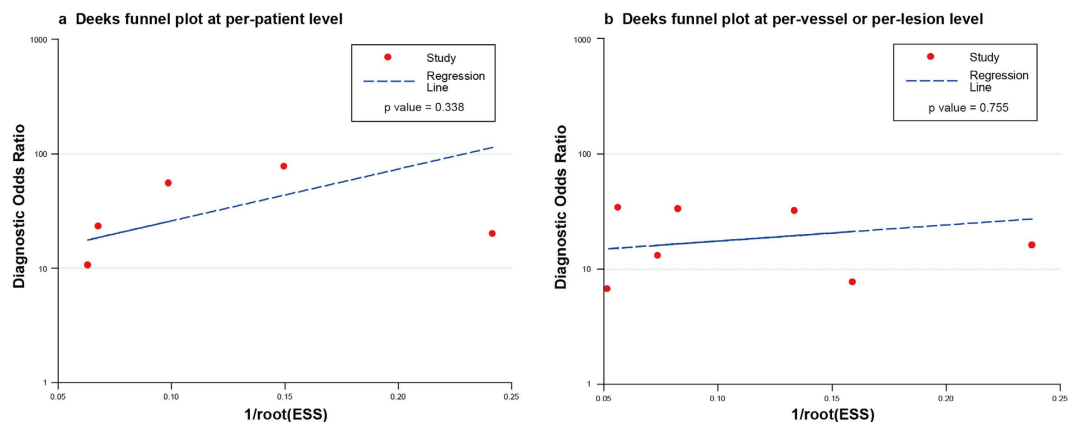 a Deeks funnel plot at per-patient level
1000
100
10
1
Diagnostic Odds Ratio
Study
Regression
Line
p value = 0.338
0.05
0.10
0.15
0.20
0.25
1/root(ESS)
b Deeks funnel plot at per-vessel or per-lesion level
1000
100
10
1
Diagnostic Odds Ratio
Study
Regression
Line
p value = 0.755
0.05
0.10
0.15
0.20
0.25
1/root(ESS)